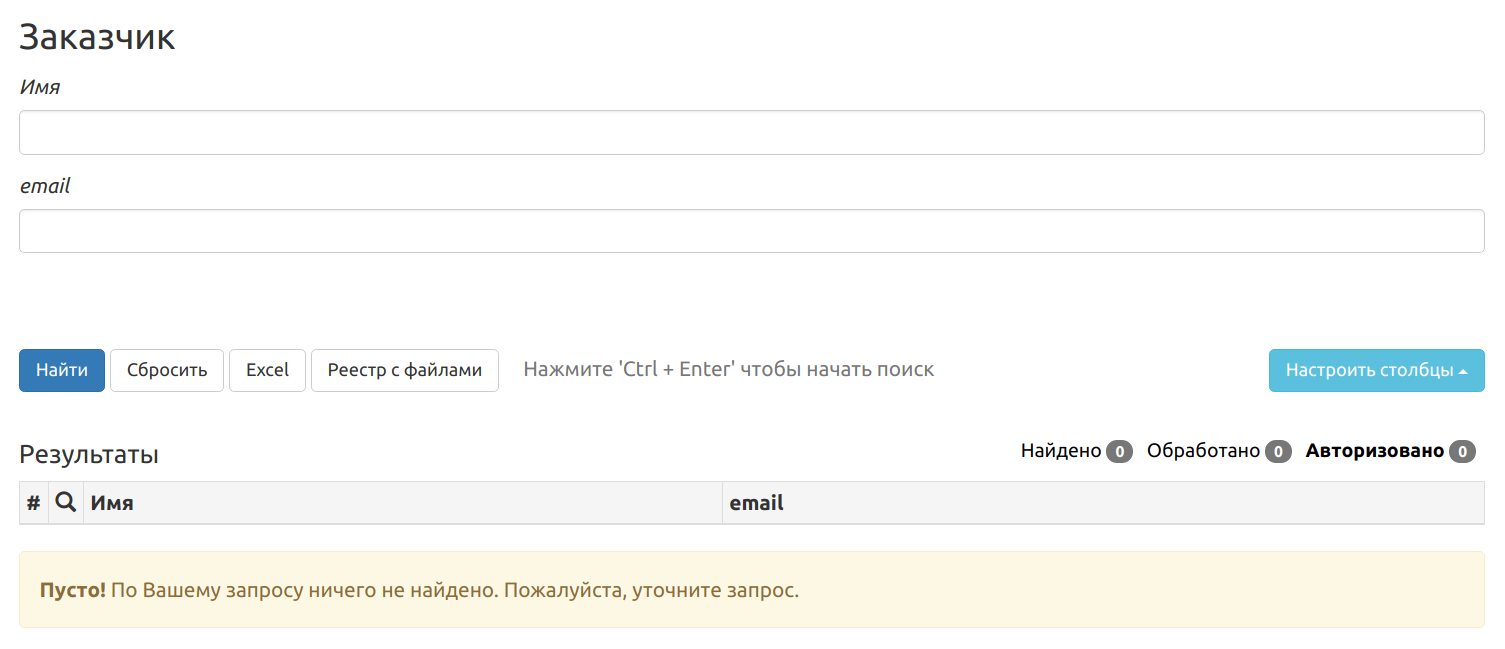 Заказчик
Имя
email
Найти Сбросить Excel Реестр с файлами Нажмите 'Ctrl + Enter' чтобы начать поиск Настроить столбцы
Результаты Найдено 0 Обработано 0 Авторизовано 0
# Имя email
Пусто! По Вашему запросу ничего не найдено. Пожалуйста, уточните запрос.